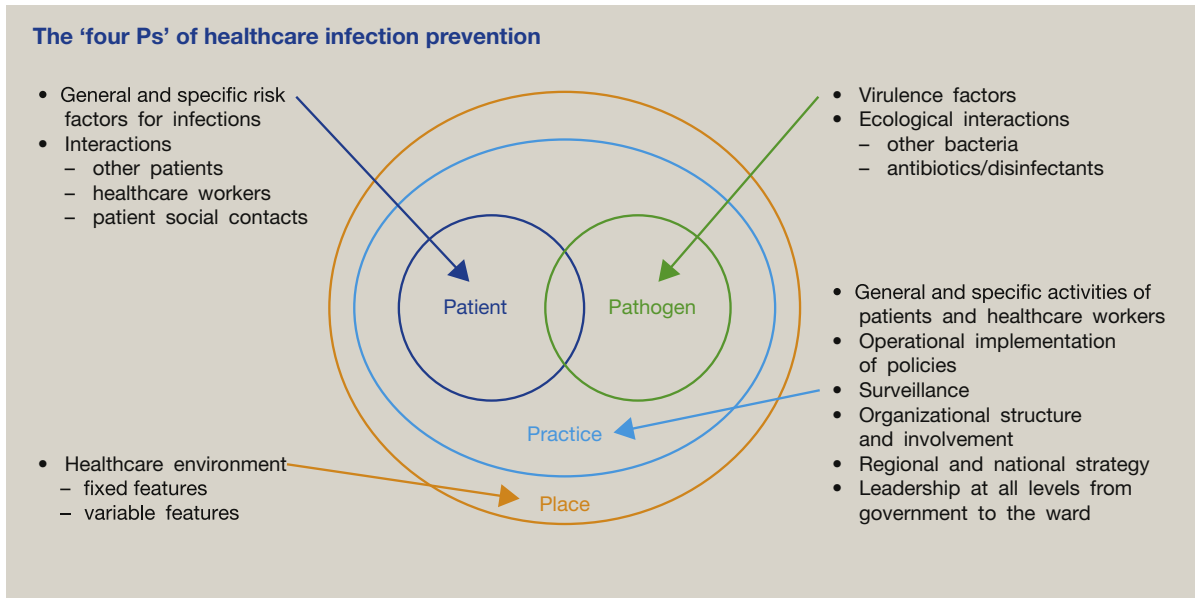 The ‘four Ps’ of healthcare infection prevention
• General and specific risk
factors for infections
• Interactions
– other patients
– healthcare workers
– patient social contacts
• Virulence factors
• Ecological interactions
– other bacteria
– antibiotics/disinfectants
Patient
Pathogen
• General and specific activities of
patients and healthcare workers
• Operational implementation
of policies
• Surveillance
• Organizational structure
and involvement
• Regional and national strategy
• Leadership at all levels from
government to the ward
Practice
• Healthcare environment
– fixed features
– variable features
Place